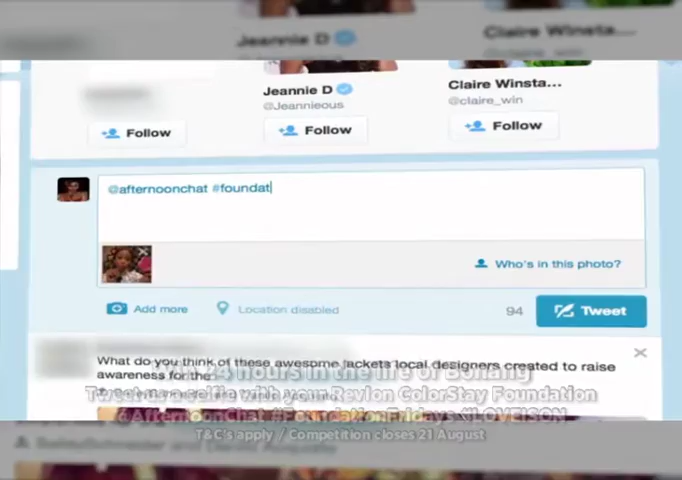 Jeannie D
Claire Winsta...
Jeannie D
@Jeannieous
Claire Winsta...
@claire_win
Follow
Follow
Follow
@afternoonchat #foundat
Who's in this photo?
Add more
Location disabled
94
Tweet
What do you think of these awesome jackets local designers created to raise
awareness for the
Win 24 hours in the life of Bonang
Tweet us a selfie with your Revlon ColorStay Foundation
@AfternoonChat #FoundationFridays #ILOVEISON
T&C's apply / Competition closes 21 August